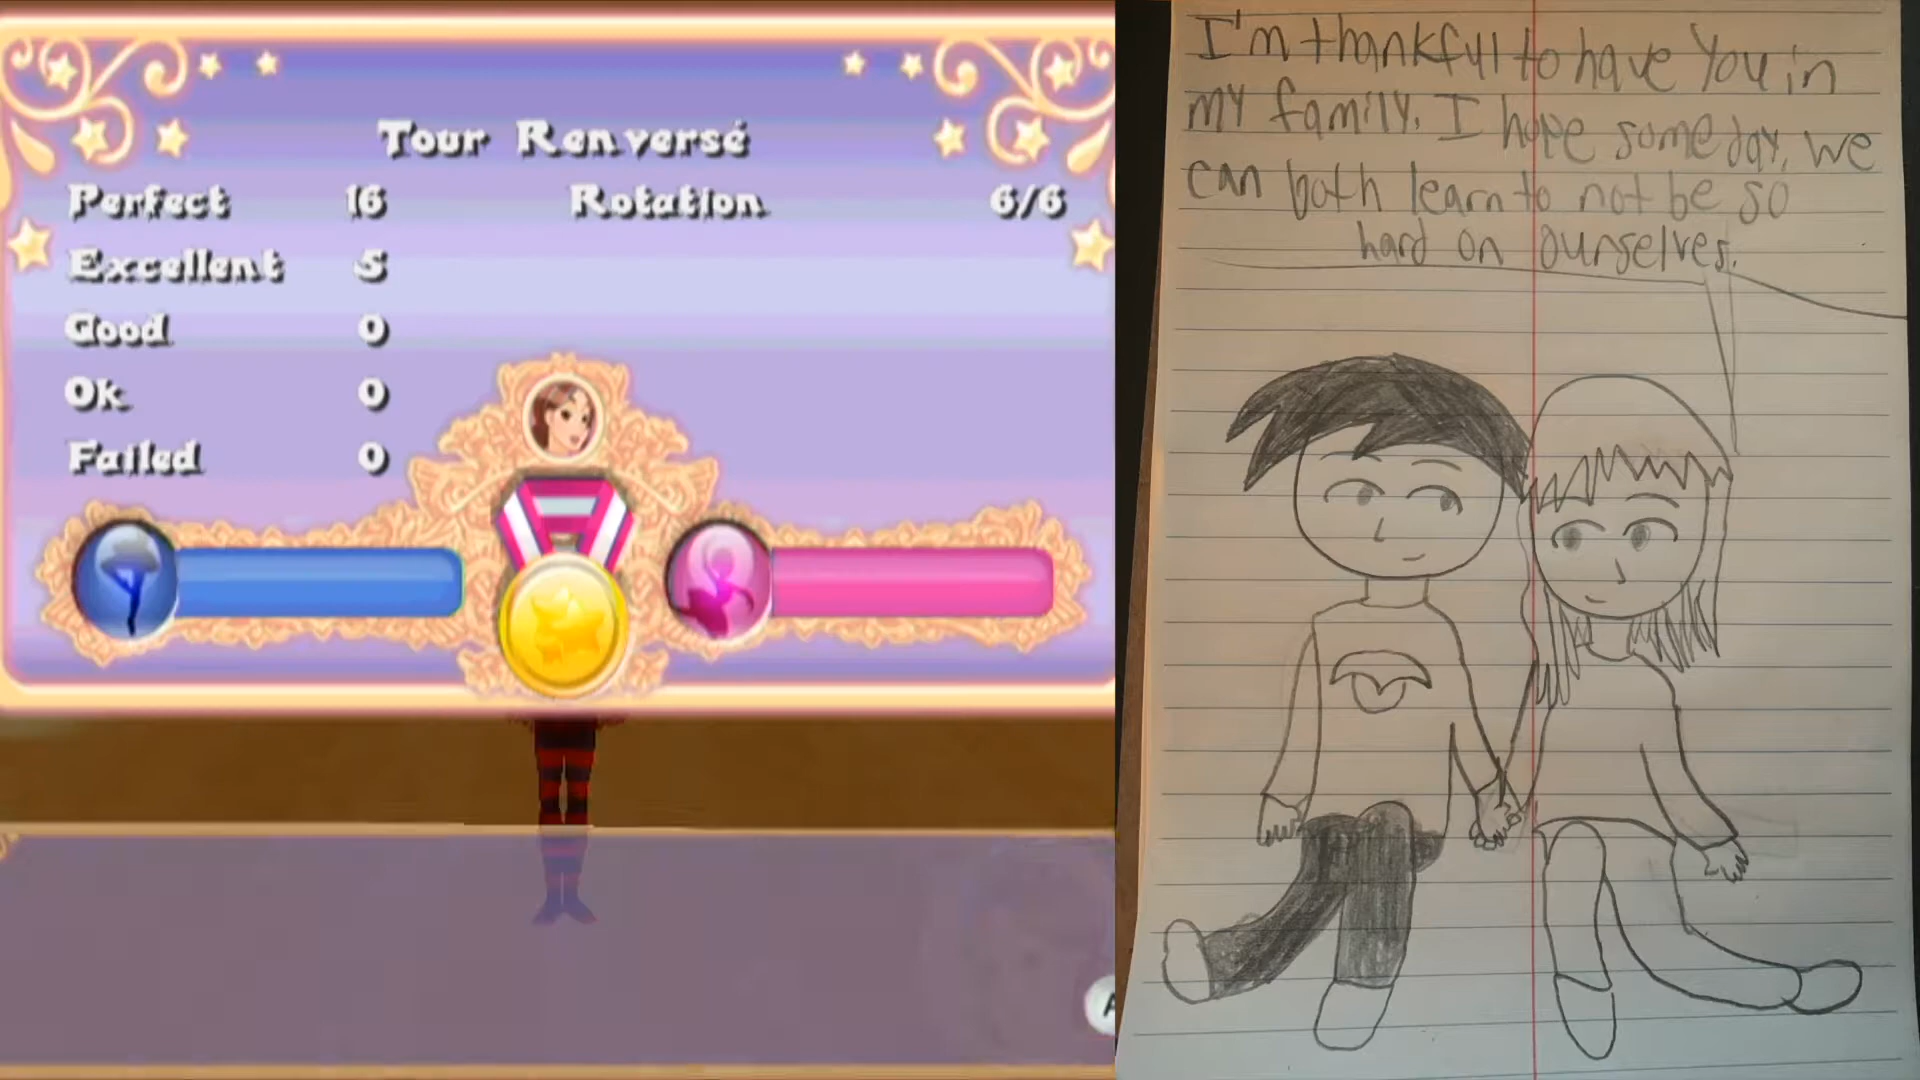 Tour Renversé
Perfect 16 Rotation 6/6
Excellent 5
Good 0
Ok 0
Failed 0
I'm thankful to have You in
my family. I hope someday, we
can both learn to not be so
hard on ourselves.